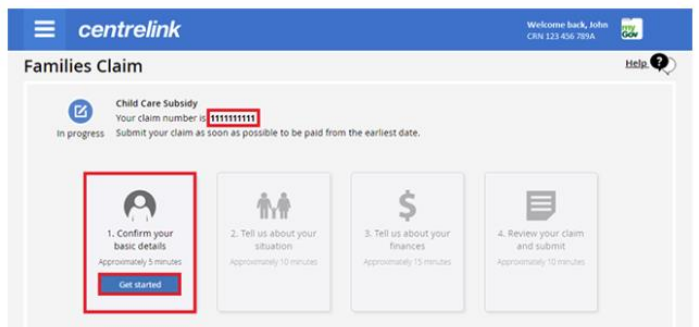 centrelink
Welcome back, John
CRN 123 456 789A
my
Gov
Families Claim
Help ?
Child Care Subsidy
Your claim number is 1111111111
In progress
Submit your claim as soon as possible to be paid from the earliest date.
1. Confirm your
basic details
Approximately 5 minutes
Get started
2. Tell us about your
situation
Approximately 10 minutes
$
3. Tell us about your
finances
Approximately 15 minutes
4. Review your claim
and submit
Approximately 10 minutes